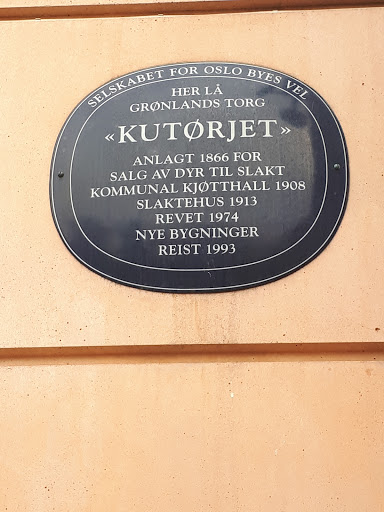 SELSKABET FOR OSLO BYES VEL
HER LÅ
GRØNLANDS TORG
«KUTØRJET»
ANLAGT 1866 FOR
SALG AV DYR TIL SLAKT
KOMMUNAL KJØTTHALL 1908
SLAKTEHUS 1913
REVET 1974
NYE BYGNINGER
REIST 1993